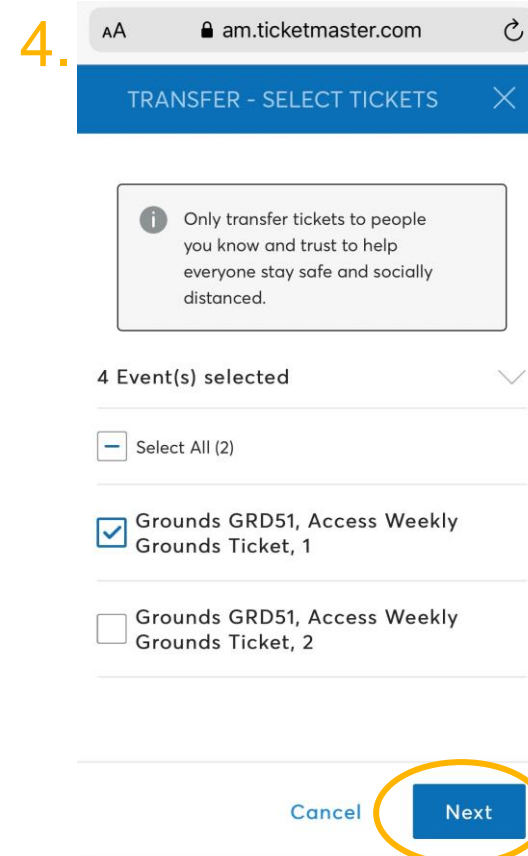 4.
AA am.ticketmaster.com
TRANSFER - SELECT TICKETS
Only transfer tickets to people
you know and trust to help
everyone stay safe and socially
distanced.
4 Event(s) selected
Select All (2)
Grounds GRD51, Access Weekly
Grounds Ticket, 1
Grounds GRD51, Access Weekly
Grounds Ticket, 2
Cancel Next